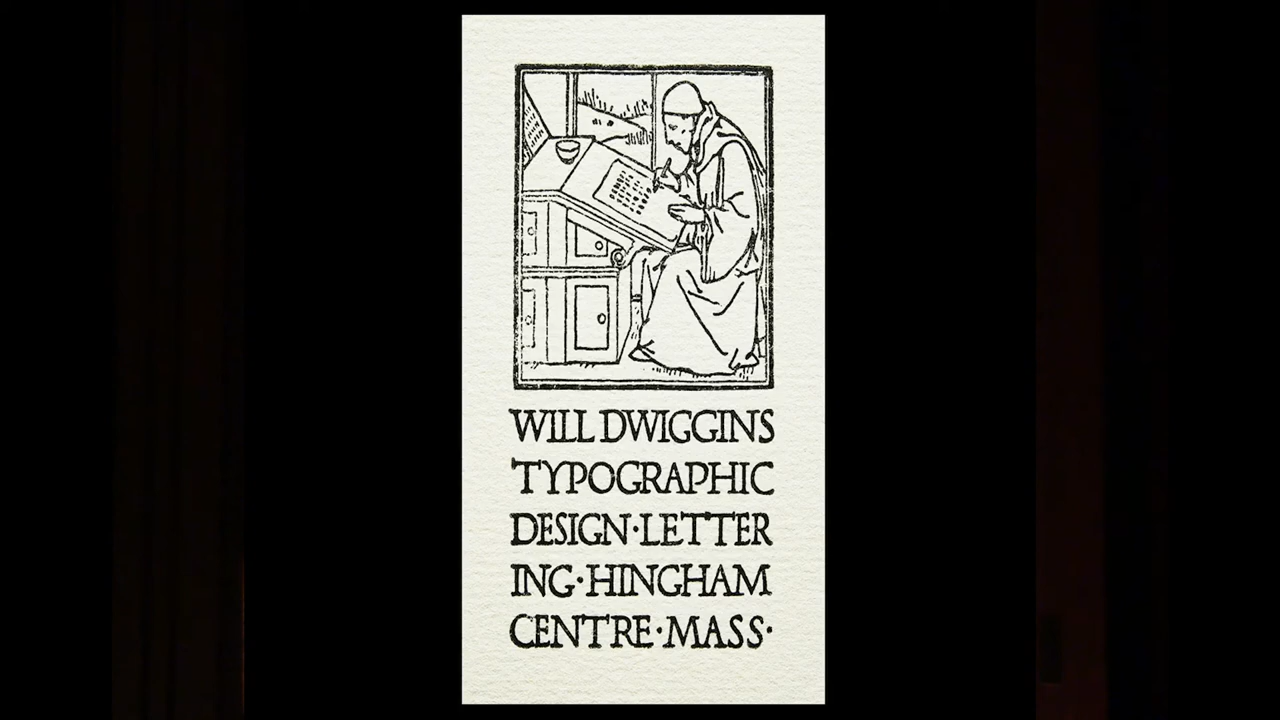 WILL DWIGGINS
TYPOGRAPHIC
DESIGN·LETTER
ING·HINGHAM
CENTRE·MASS·